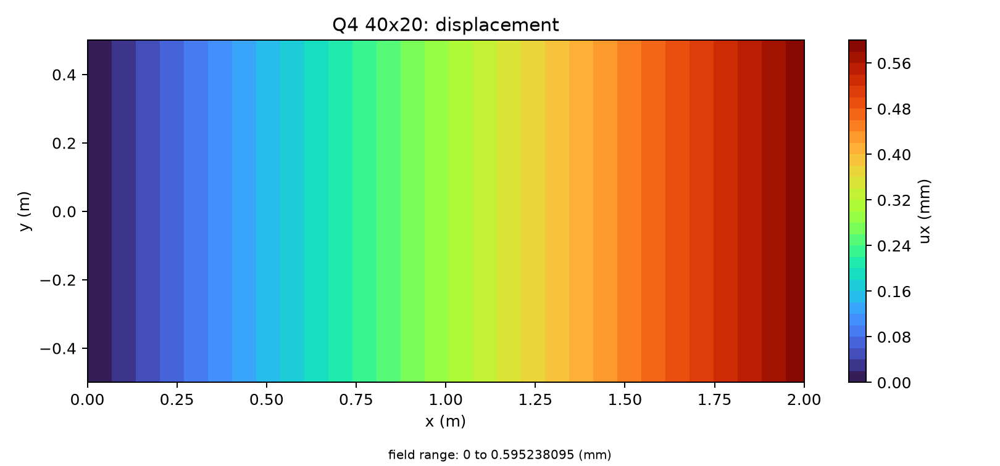 Q4 40x20: displacement
0.4
0.2
0.0
−0.2
−0.4
y (m)
0.00 0.25 0.50 0.75 1.00 1.25 1.50 1.75 2.00
x (m)
0.56
0.48
0.40
0.32
0.24
0.16
0.08
0.00
ux (mm)
field range: 0 to 0.595238095 (mm)